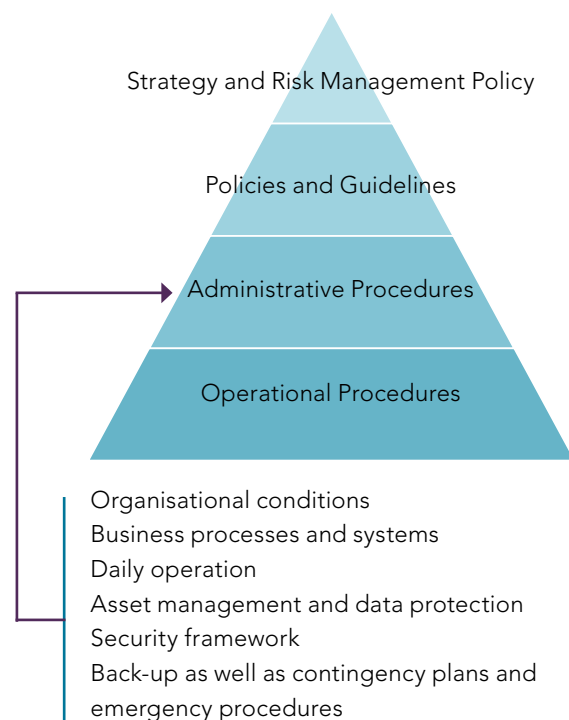 Strategy and Risk Management Policy
Policies and Guidelines
Administrative Procedures
Operational Procedures
Organisational conditions
Business processes and systems
Daily operation
Asset management and data protection
Security framework
Back-up as well as contingency plans and
emergency procedures